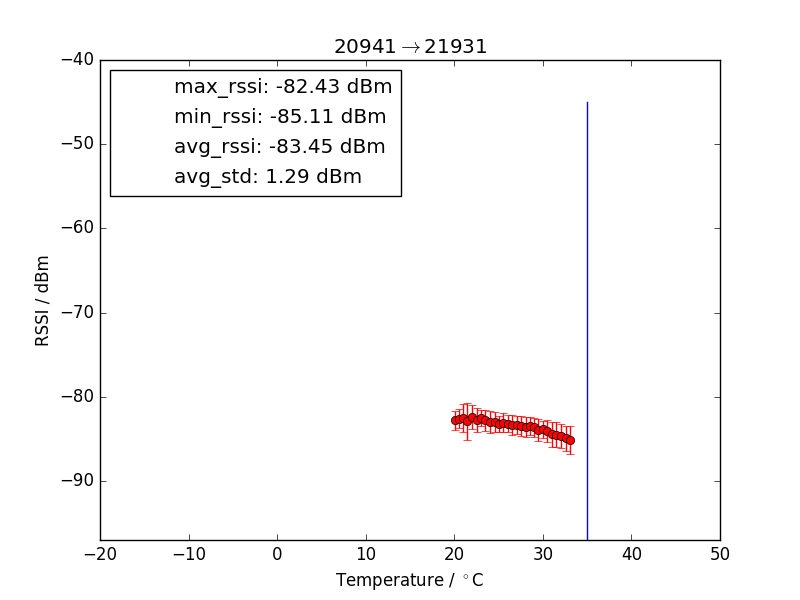 20941→21931
max_rssi: -82.43 dBm
min_rssi: -85.11 dBm
avg_rssi: -83.45 dBm
avg_std: 1.29 dBm
RSSI / dBm
−40
−50
−60
−70
−80
−90
−20 −10 0 10 20 30 40 50
Temperature / °C